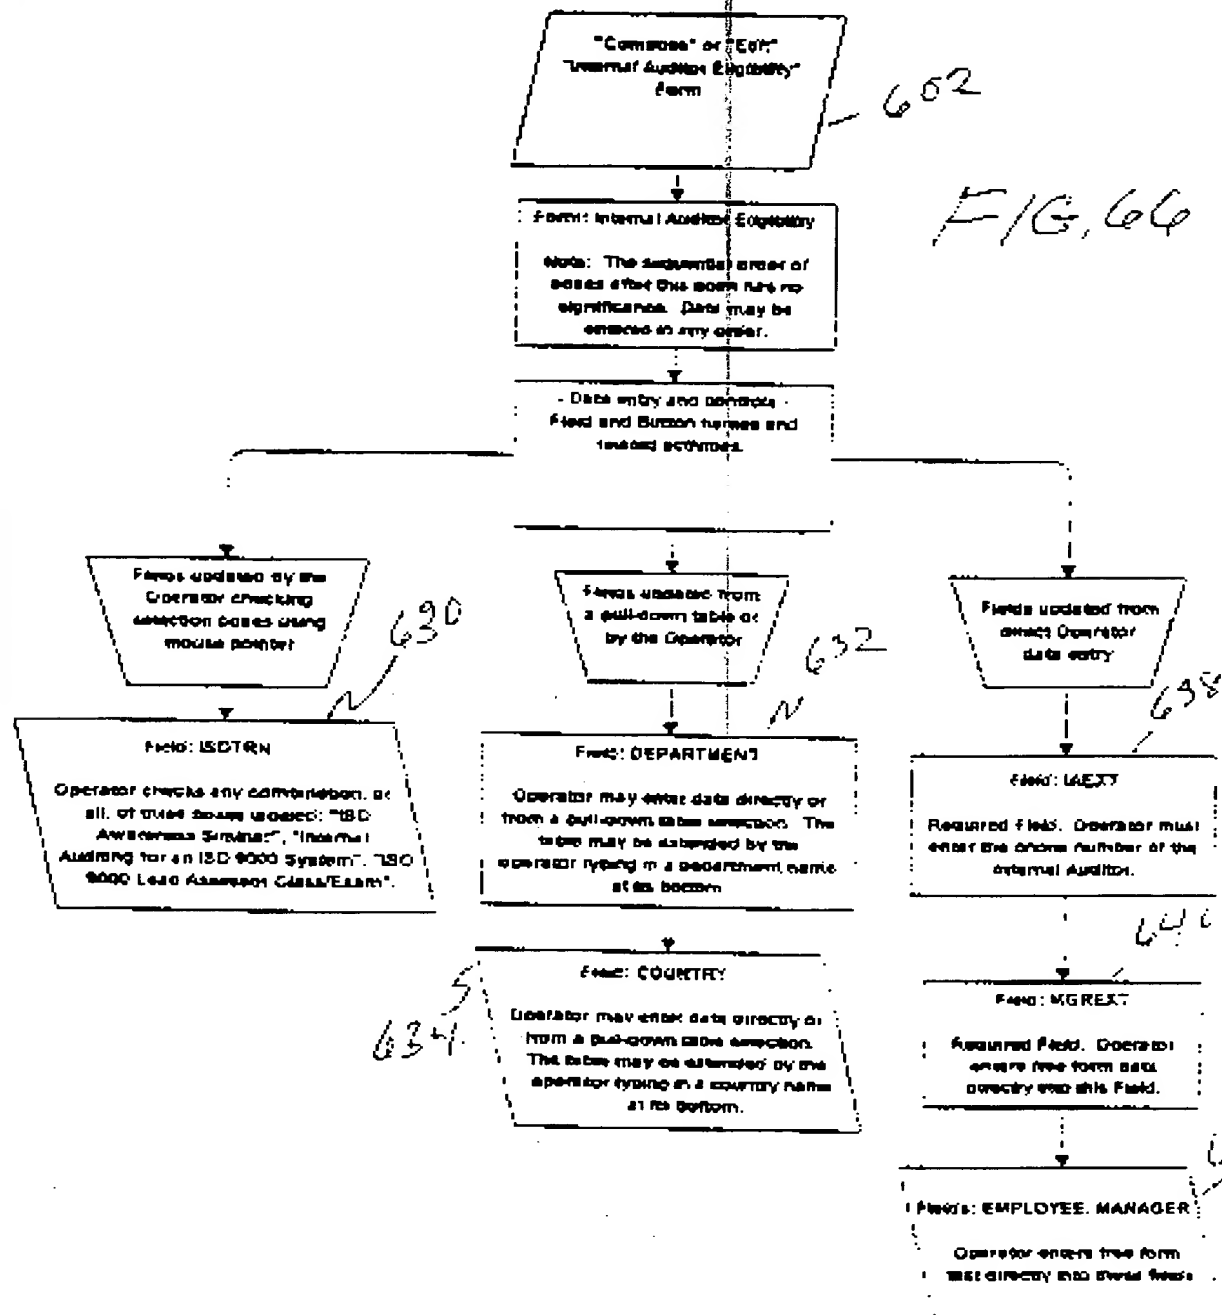 "Compose" or "Edit"
"Internal Auditor Eligibility"
Form
602
FIG. 66
Form: Internal Auditor Eligibility
Note: The sequential order of
boxes after this point has no
significance. Data may be
entered in any order.
- Data entry and controls -
Field and Button names and
related activities.
Fields updated by the
Operator checking
selection boxes using
mouse pointer
630
Fields updated from
a pull-down table or
by the Operator
632
Fields updated from
direct Operator
data entry
638
Field: ISOTRN
Operator checks any combination, or
all, of three boxes labeled: "ISO
Awareness Siminar", "Internal
Auditing for an ISO 9000 System", "ISO
9000 Lead Assessor Class/Exam".
Field: DEPARTMENT
Operator may enter data directly or
from a pull-down table selection. The
table may be extended by the
operator typing in a department name
at its bottom
Field: IAEXT
Required Field. Operator must
enter the phone number of the
Internal Auditor.
634
Field: COUNTRY
Operator may enter data directly or
from a pull-down table selection.
The table may be extended by the
operator typing in a country name
at its bottom.
Field: MGREXT
Required Field. Operator
enters free form data
directly into this Field.
Fields: EMPLOYEE, MANAGER
Operator enters free form
text directly into these fields